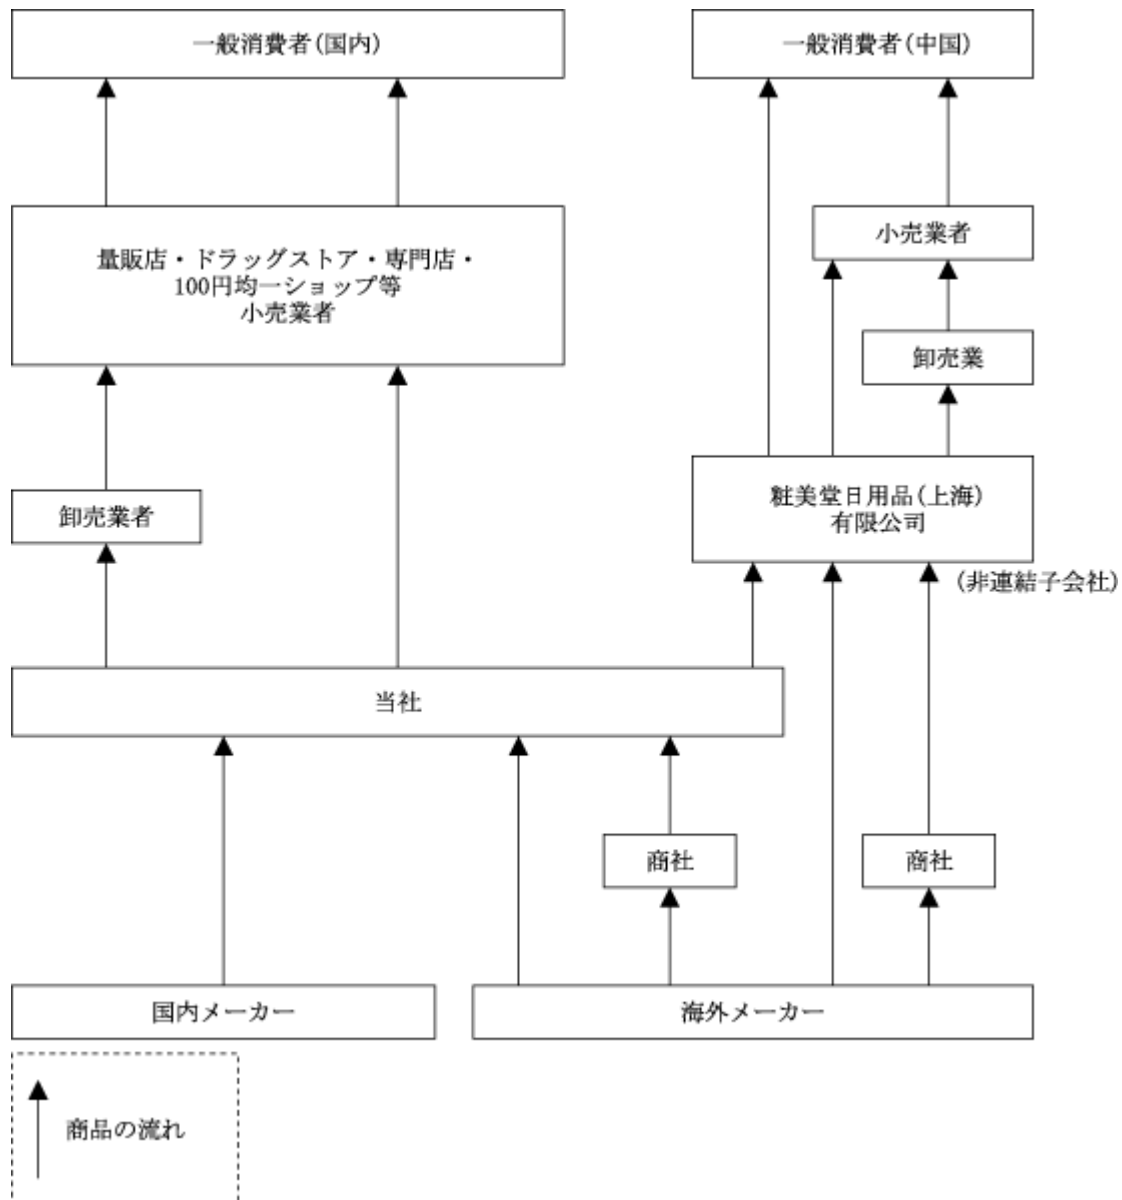 一般消費者(国内)
一般消費者(中国)
小売業者
量販店・ドラッグストア・専門店・
100円均一ショップ等
小売業者
卸売業
粧美堂日用品(上海)
有限公司
卸売業者
(非連結子会社)
当社
商社
商社
国内メーカー
海外メーカー
商品の流れ